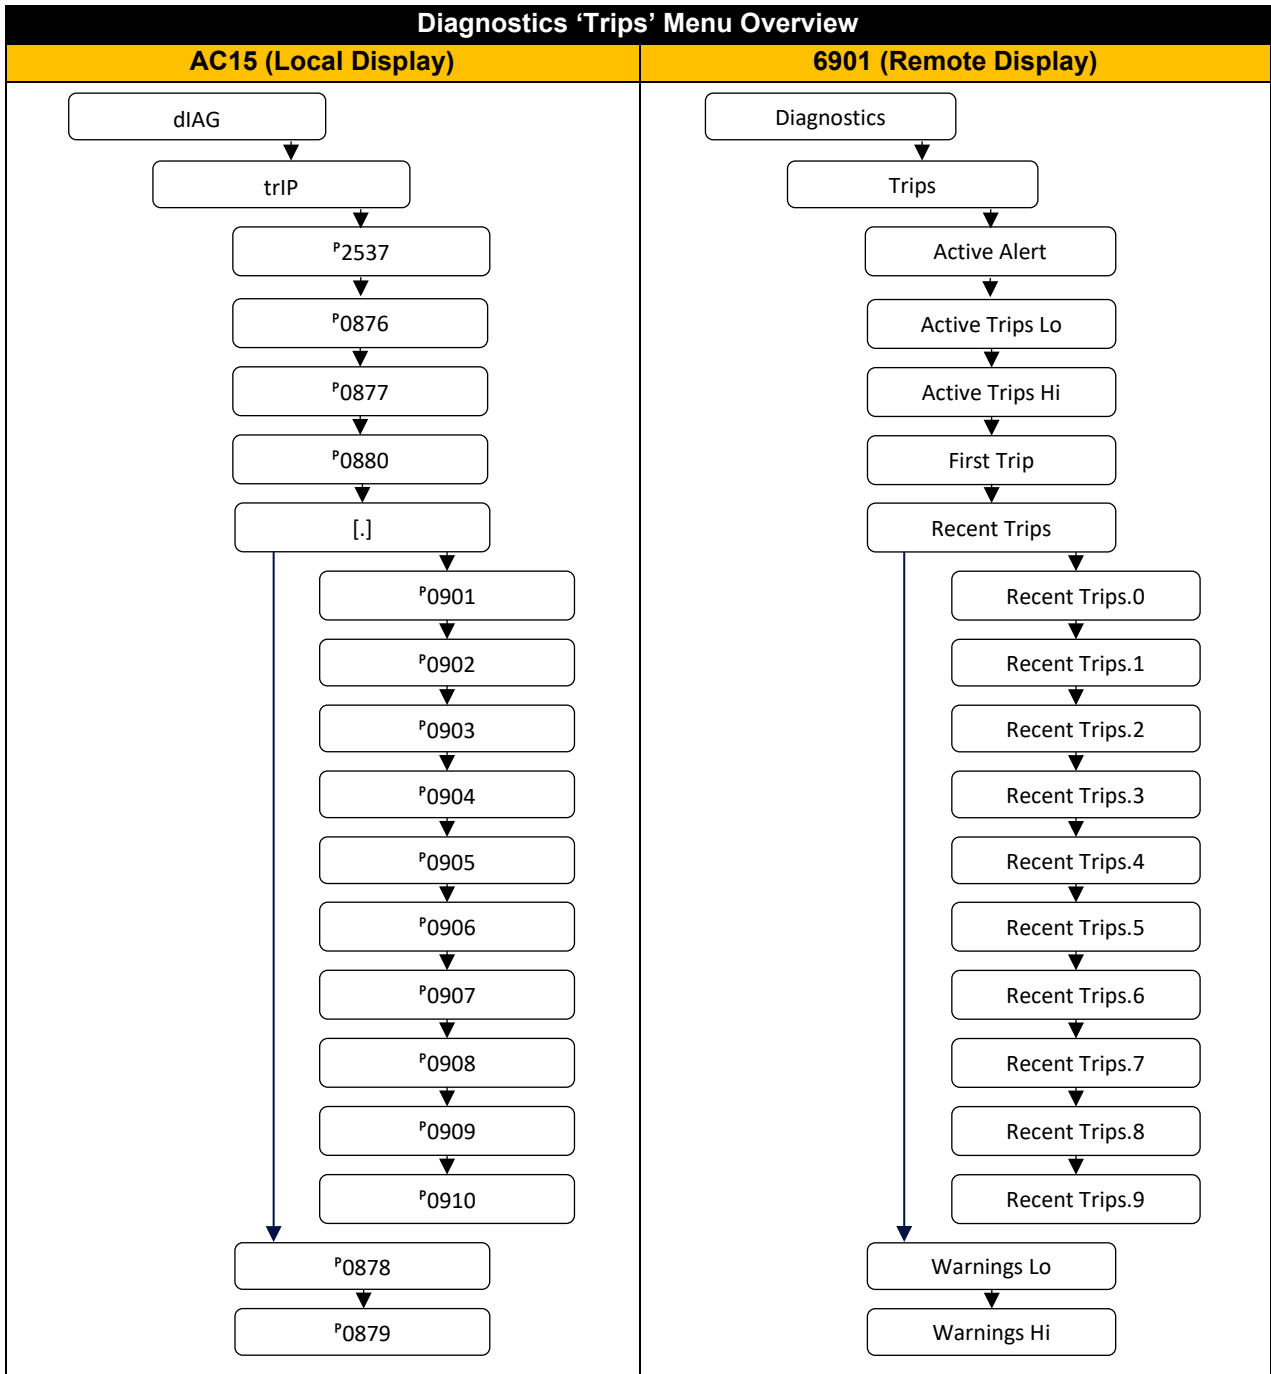 Diagnostics ‘Trips’ Menu Overview
AC15 (Local Display)
dIAG
trIP
ᴾ2537
ᴾ0876
ᴾ0877
ᴾ0880
[.]
ᴾ0901
ᴾ0902
ᴾ0903
ᴾ0904
ᴾ0905
ᴾ0906
ᴾ0907
ᴾ0908
ᴾ0909
ᴾ0910
ᴾ0878
ᴾ0879
6901 (Remote Display)
Diagnostics
Trips
Active Alert
Active Trips Lo
Active Trips Hi
First Trip
Recent Trips
Recent Trips.0
Recent Trips.1
Recent Trips.2
Recent Trips.3
Recent Trips.4
Recent Trips.5
Recent Trips.6
Recent Trips.7
Recent Trips.8
Recent Trips.9
Warnings Lo
Warnings Hi